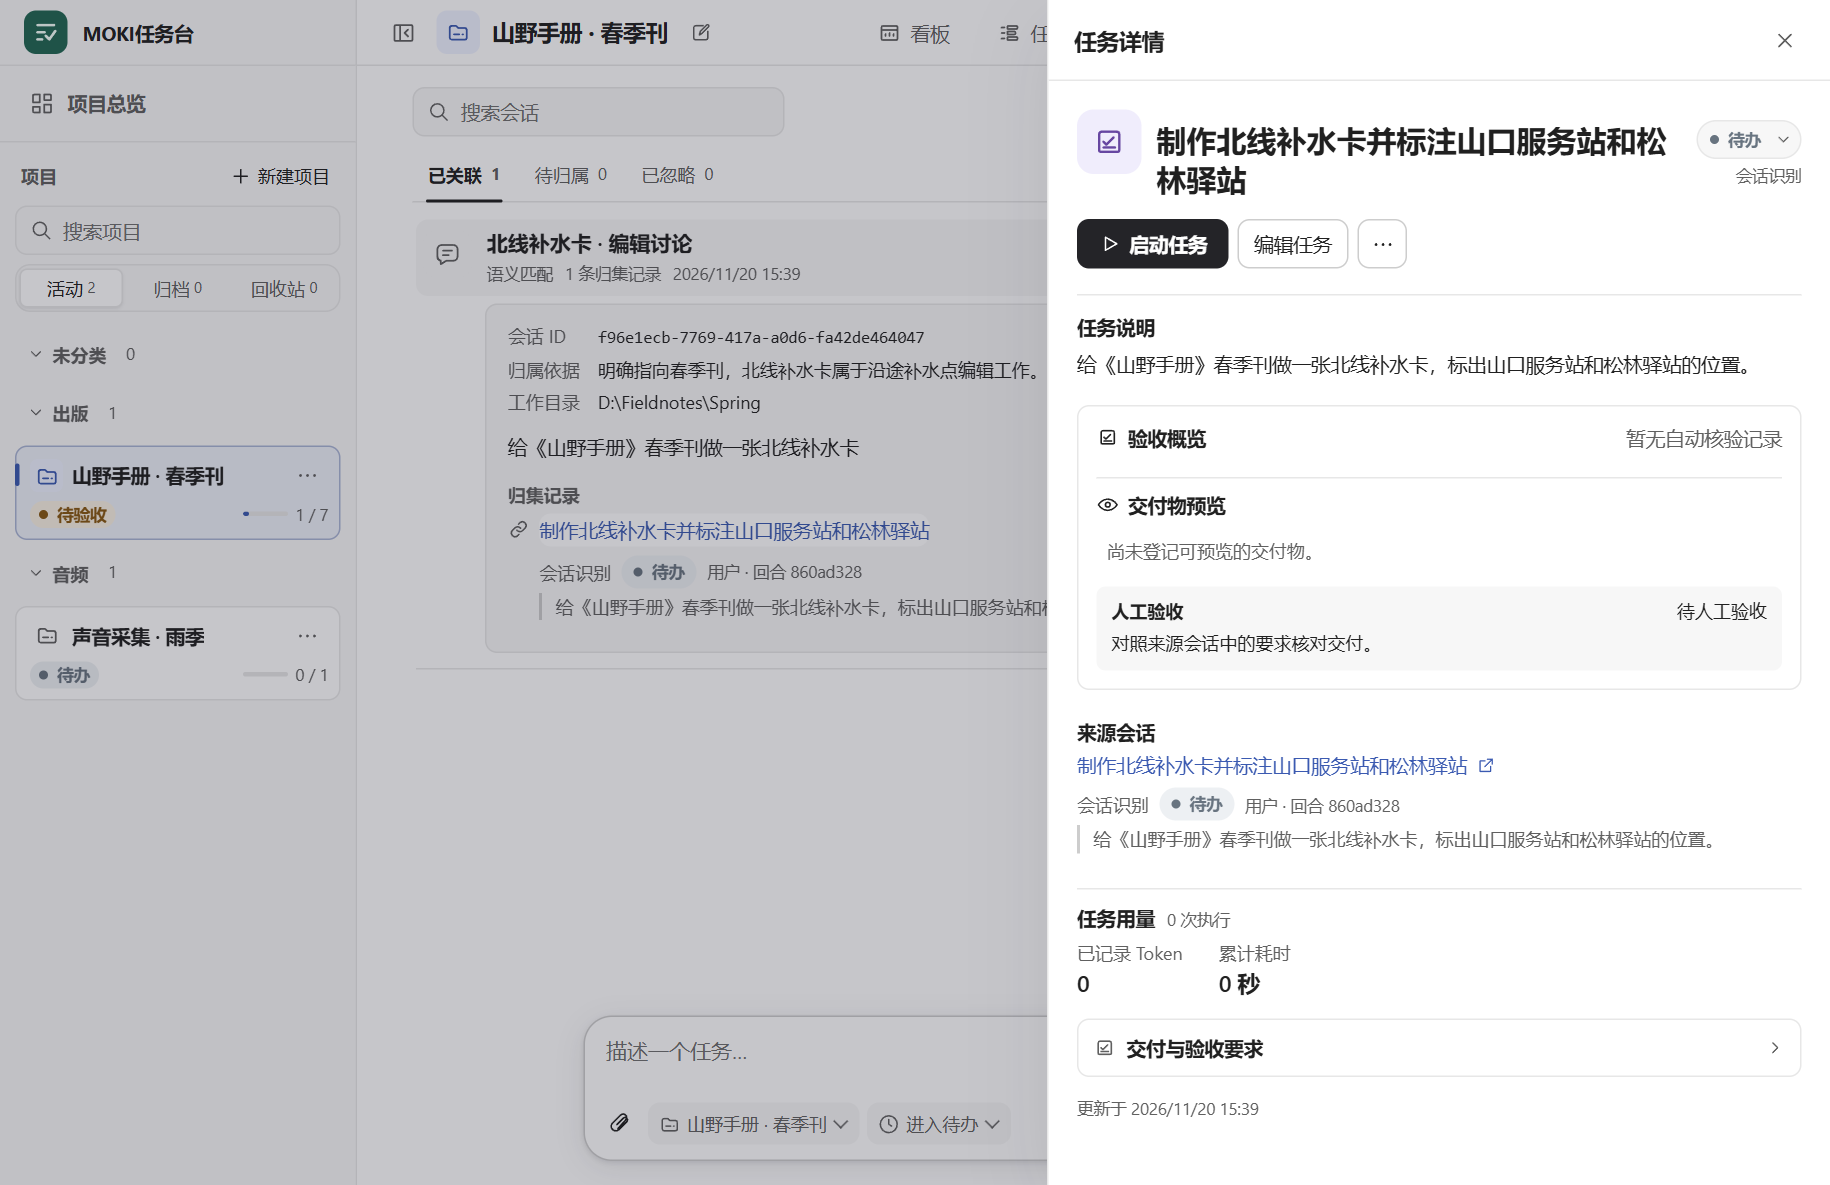 MOKI任务台
项目总览
项目
新建项目
搜索项目
活动 2
归档 0
回收站 0
未分类 0
出版 1
山野手册 · 春季刊
待验收
1 / 7
音频 1
声音采集 · 雨季
待办
0 / 1
山野手册 · 春季刊
看板
任
搜索会话
已关联 1
待归属 0
已忽略 0
北线补水卡 · 编辑讨论
语义匹配 1 条归集记录 2026/11/20 15:39
会话 ID f96e1ecb-7769-417a-a0d6-fa42de464047
归属依据 明确指向春季刊，北线补水卡属于沿途补水点编辑工作。
工作目录 D:\Fieldnotes\Spring
给《山野手册》春季刊做一张北线补水卡
归集记录
制作北线补水卡并标注山口服务站和松林驿站
会话识别 待办 用户 · 回合 860ad328
给《山野手册》春季刊做一张北线补水卡，标出山口服务站和
描述一个任务...
山野手册 · 春季刊
进入待办
任务详情
制作北线补水卡并标注山口服务站和松
林驿站
待办
会话识别
启动任务
编辑任务
任务说明
给《山野手册》春季刊做一张北线补水卡，标出山口服务站和松林驿站的位置。
验收概览
暂无自动核验记录
交付物预览
尚未登记可预览的交付物。
人工验收
待人工验收
对照来源会话中的要求核对交付。
来源会话
制作北线补水卡并标注山口服务站和松林驿站
会话识别 待办 用户 · 回合 860ad328
给《山野手册》春季刊做一张北线补水卡，标出山口服务站和松林驿站的位置。
任务用量 0 次执行
已记录 Token 累计耗时
0 0 秒
交付与验收要求
更新于 2026/11/20 15:39